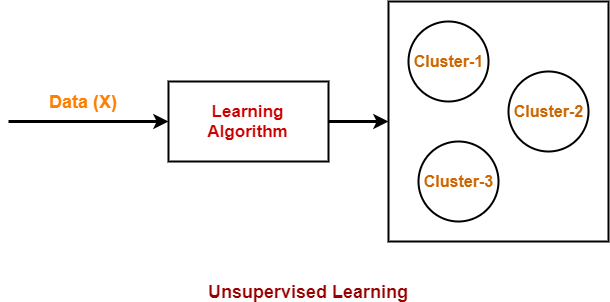 Data (X)
Learning
Algorithm
Cluster-1
Cluster-2
Cluster-3
Unsupervised Learning